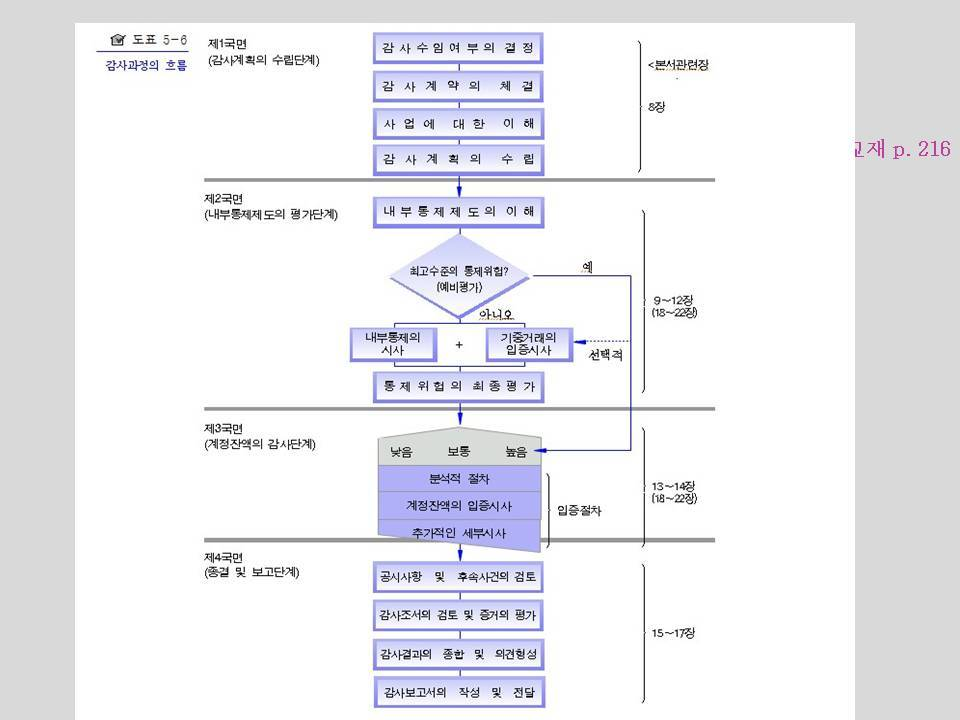 도표 5-6
감사과정의 흐름
제1국면
(감사계획의 수립단계)
감사수임여부의 결정
감사계약의 체결
사업에 대한 이해
감사계획의 수립
<본서관련장
8장
교재 p.216
제2국면
(내부통제제도의 평가단계)
내부통제제도의 이해
최고수준의 통제위험?
(예비평가)
예
아니오
내부통제의
시사
+
기중거래의
입증시사
선택적
통제위험의 최종평가
9~12장
(18~22장)
제3국면
(계정잔액의 감사단계)
낮음 보통 높음
분석적 절차
계정잔액의 입증시사
추가적인 세부시사
입증절차
13~14장
(18~22장)
제4국면
(종결 및 보고단계)
공시사항 및 후속사건의 검토
감사조서의 검토 및 증거의 평가
감사결과의 종합 및 의견형성
감사보고서의 작성 및 전달
15~17장